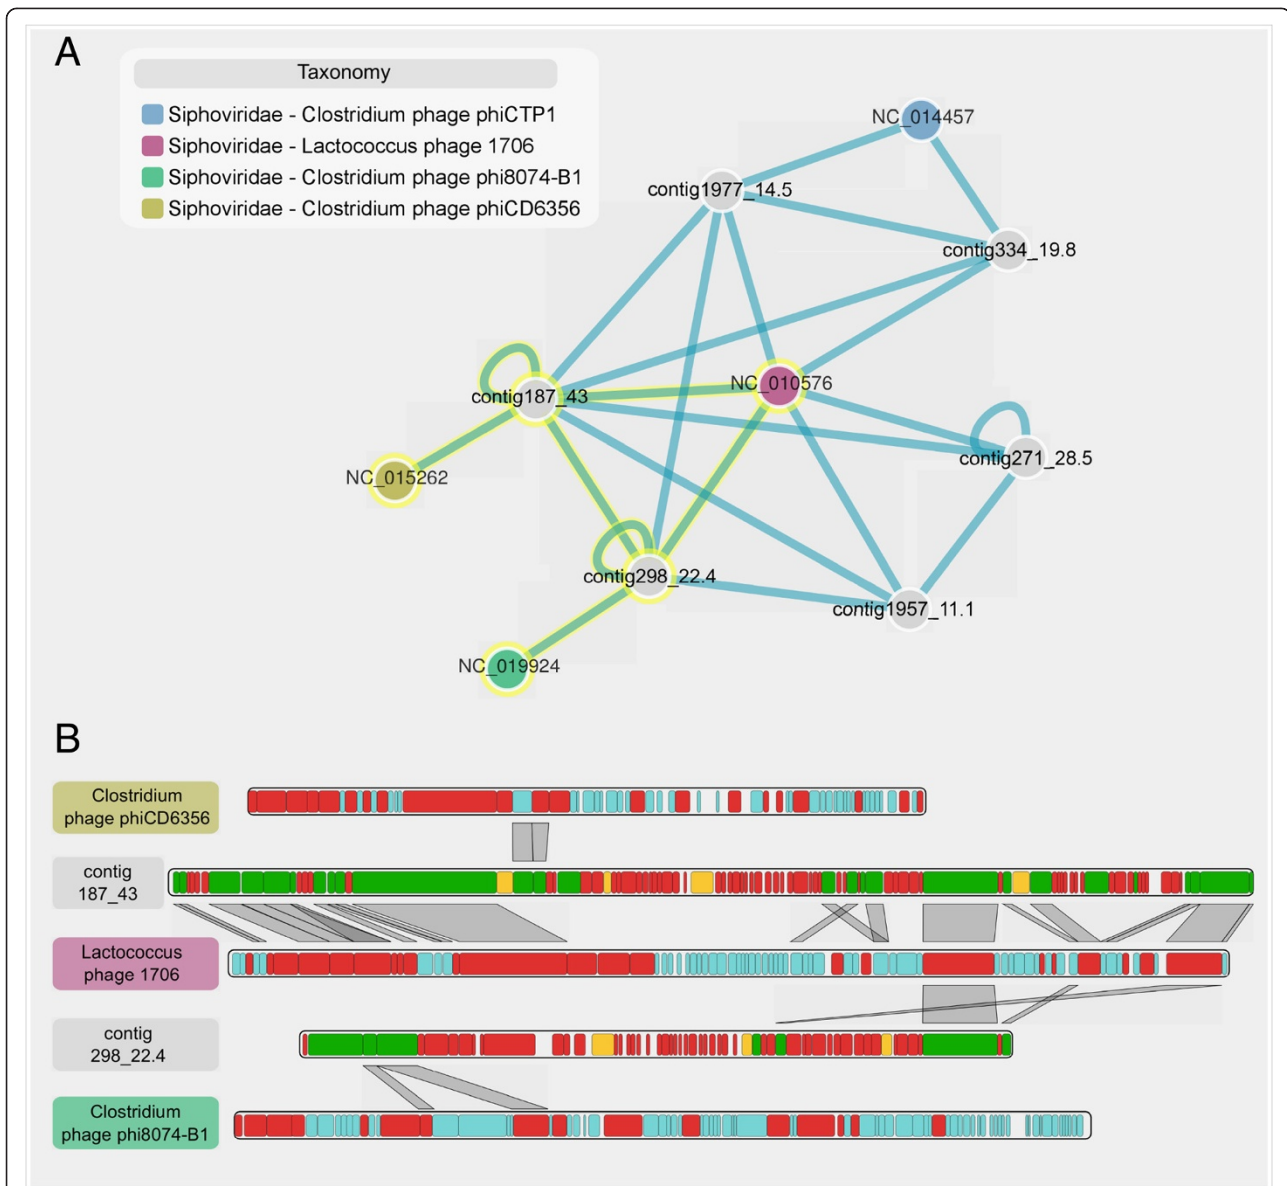 A
Taxonomy
Siphoviridae - Clostridium phage phiCTP1
Siphoviridae - Lactococcus phage 1706
Siphoviridae - Clostridium phage phi8074-B1
Siphoviridae - Clostridium phage phiCD6356
NC_014457
contig1977_14.5
contig334_19.8
NC_010576
contig187_43
contig271_28.5
NC_015262
contig298_22.4
contig1957_11.1
NC_019924
B
Clostridium
phage phiCD6356
contig
187_43
Lactococcus
phage 1706
contig
298_22.4
Clostridium
phage phi8074-B1